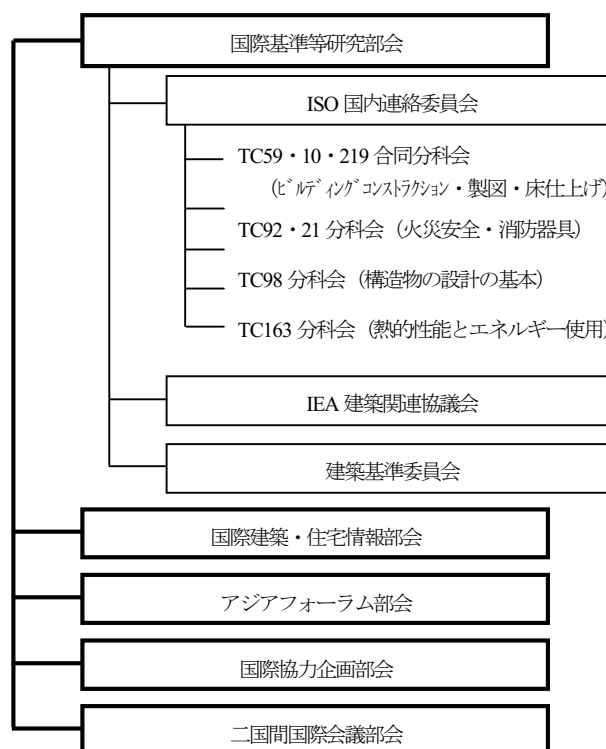 国際基準等研究部会
ISO 国内連絡委員会
TC59・10・219 合同分科会
(ﾋﾞﾙﾃﾞｨﾝｸﾞｺﾝｽﾄﾗｸｼｮﾝ・製図・床仕上げ)
TC92・21 分科会（火災安全・消防器具）
TC98 分科会（構造物の設計の基本）
TC163 分科会（熱的性能とエネルギー使用)
IEA 建築関連協議会
建築基準委員会
国際建築・住宅情報部会
アジアフォーラム部会
国際協力企画部会
二国間国際会議部会